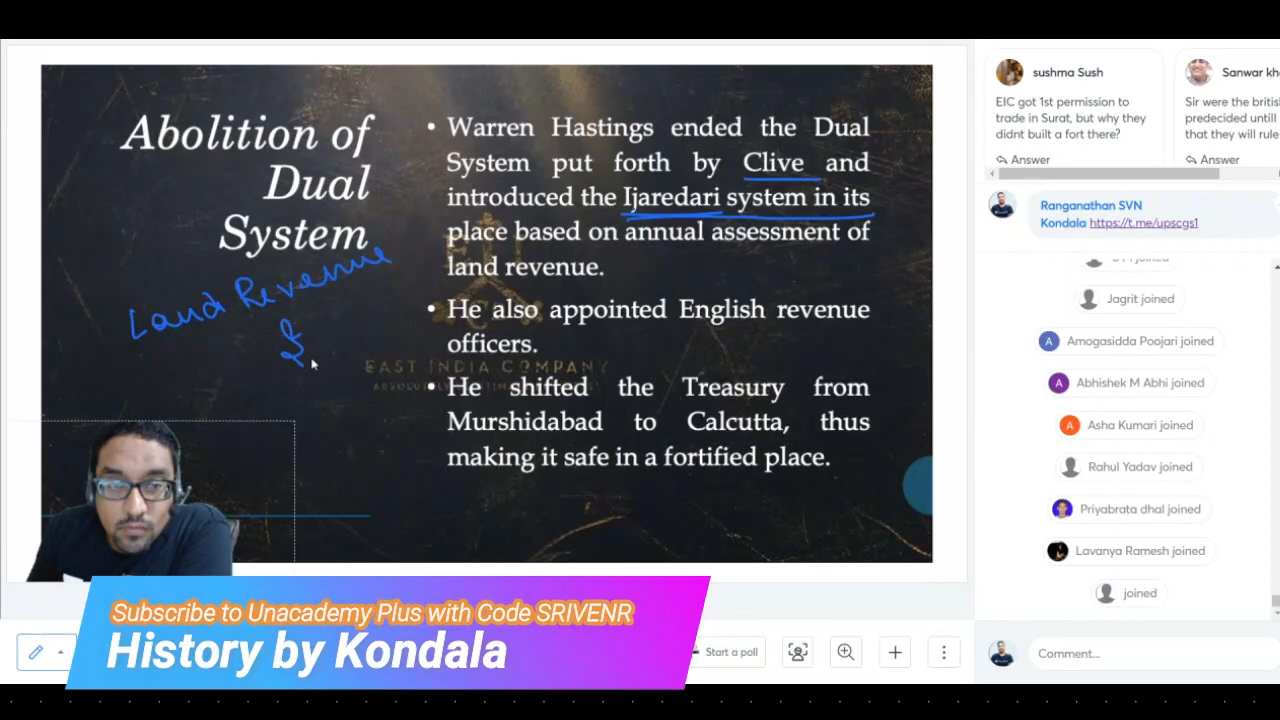 Abolition of
Dual
System
Land Revenue
• Warren Hastings ended the Dual
System put forth by Clive and
introduced the Ijaredari system in its
place based on annual assessment of
land revenue.
• He also appointed English revenue
officers.
• He shifted the Treasury from
Murshidabad to Calcutta, thus
making it safe in a fortified place.
EAST INDIA COMPANY
Subscribe to Unacademy Plus with Code SRIVENR
History by Kondala
Start a poll
sushma Sush
EIC got 1st permission to
trade in Surat, but why they
didnt built a fort there?
Answer
Sanwar kh
Sir were the britis
predecided untill
that they will rule
Answer
Ranganathan SVN
Kondala https://t.me/upscgs1
joined
Jagrit joined
A Amogasidda Poojari joined
A Abhishek M Abhi joined
A Asha Kumari joined
Rahul Yadav joined
Priyabrata dhal joined
Lavanya Ramesh joined
joined
Comment...